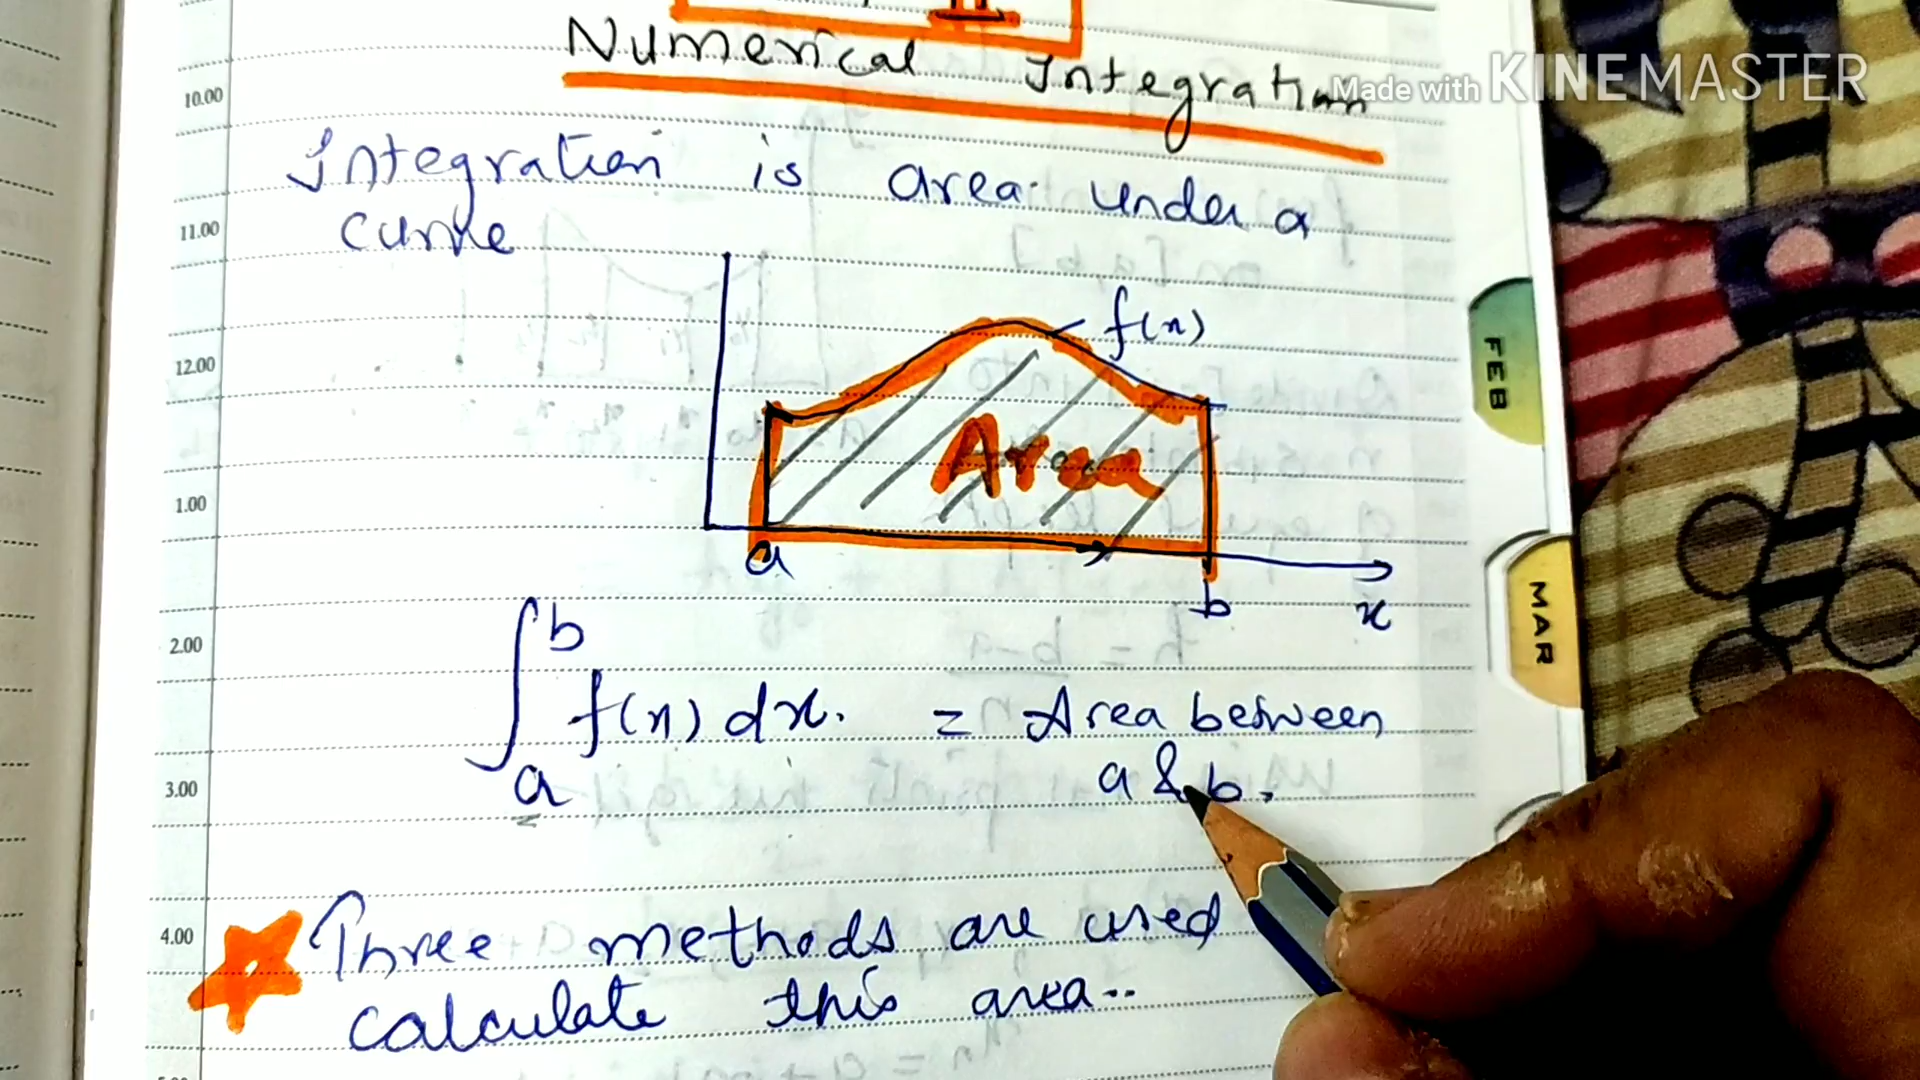 Numerical Integration
Made with KINEMASTER
10.00
Integration is area under a
curve
11.00
f(x)
12.00
FEB
Area
1.00
a
b
x
MAR
2.00
∫ b a f(x) dx. = Area between
a & b.
3.00
4.00
Three methods are used
calculate this area..